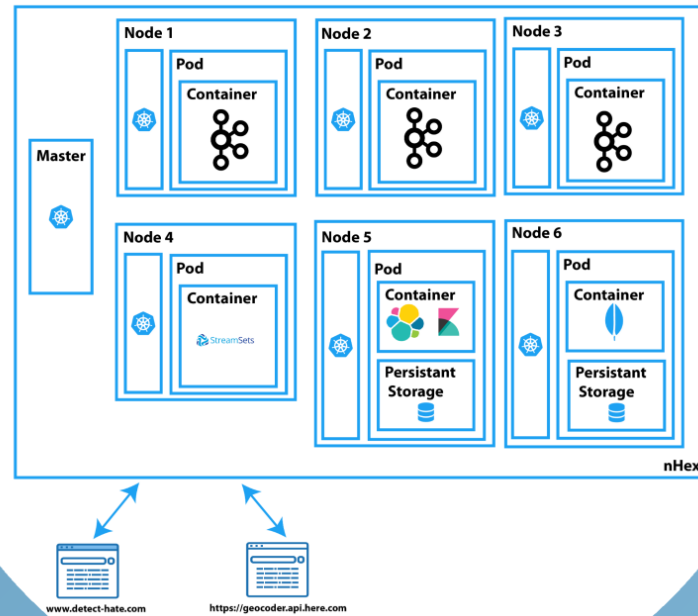 Node 1
Node 2
Node 3
Pod
Pod
Pod
Container
Container
Container
Master
Node 4
Node 5
Node 6
Pod
Pod
Pod
Container
Container
Container
StreamSets
Persistant
Storage
Persistant
Storage
nHex
www.detect-hate.com
https://geocoder.api.here.com